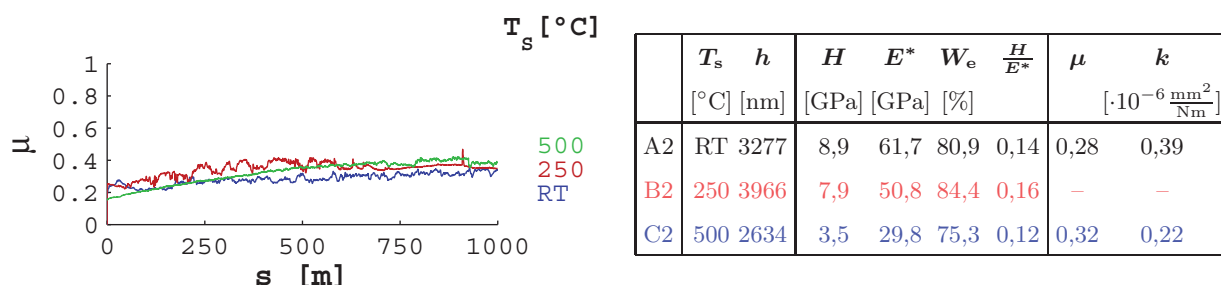 T_s [°C]
1
0.8
0.6
0.4
0.2
0
μ
500
250
RT
0 250 500 750 1000
s [m]
T_s h H E* W_e H/E* μ k
[°C] [nm] [GPa] [GPa] [%] [·10^−6 mm²/Nm]
A2 RT 3277 8,9 61,7 80,9 0,14 0,28 0,39
B2 250 3966 7,9 50,8 84,4 0,16 – –
C2 500 2634 3,5 29,8 75,3 0,12 0,32 0,22